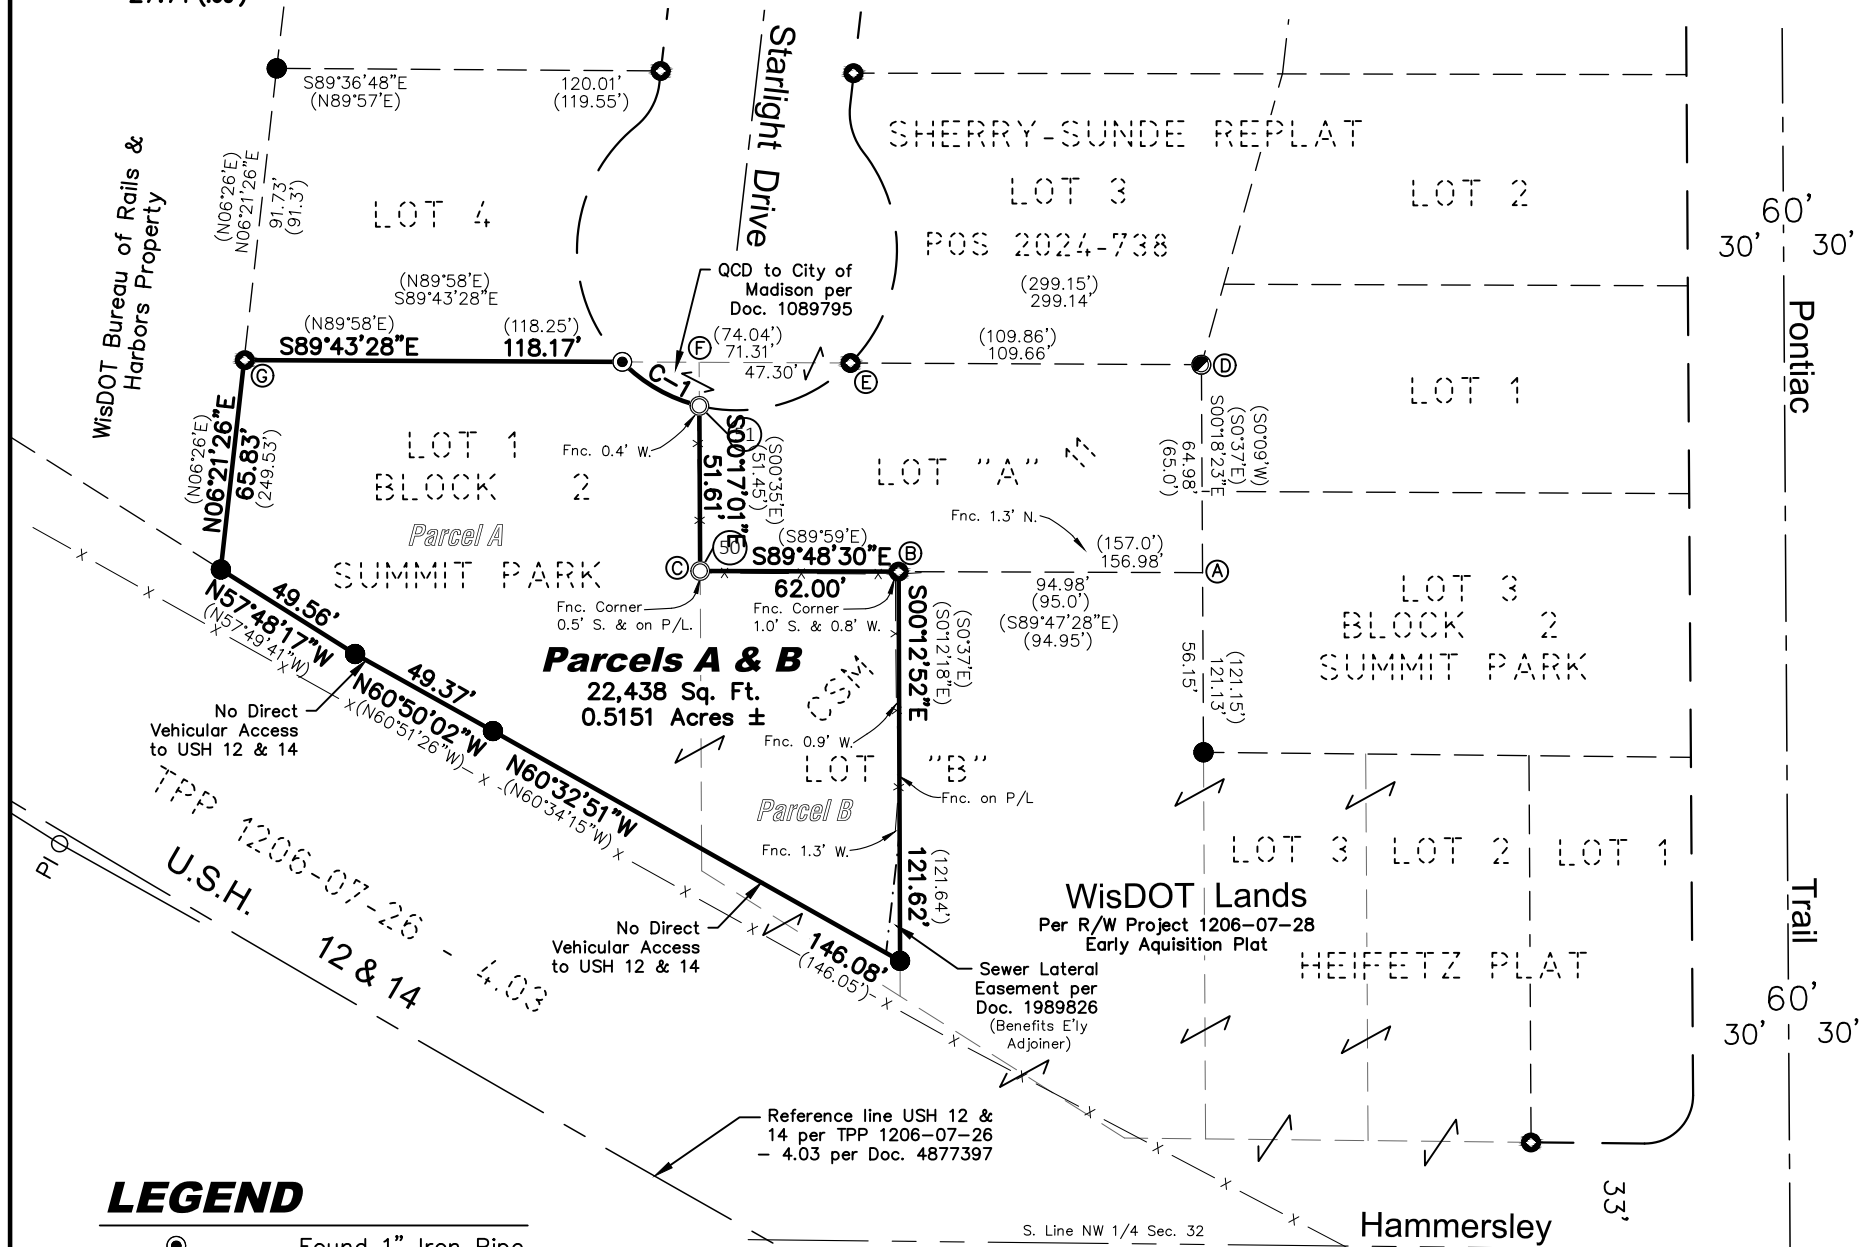 S89°36'48"E
(N89°57'E)
120.01'
(119.55')
Starlight Drive
SHERRY-SUNDE REPLAT
LOT 3
POS 2024-738
LOT 2
60'
30'
30'
WisDOT Bureau of Rails &
Harbors Property
(N06°26'E)
N06°21'26"E
91.73'
(91.3')
LOT 4
(N89°58'E)
S89°43'28"E
QCD to City of
Madison per
Doc. 1089795
(299.15')
299.14'
Pontiac
(N89°58'E)
S89°43'28"E
(118.25')
118.17'
F
(74.04')
71.31'
47.30'
(109.86')
109.66'
G
C-1
E
D
LOT 1
N06°21'26"E
65.83'
(N06°26'E)
(249.53')
LOT 1
BLOCK 2
Parcel A
SUMMIT PARK
Fnc. 0.4' W.
S00°17'01"E
51.61'
(51.45')
(S00°35'E)
LOT "A"
S00°18'23"E
(S0°37'E)
(S0°09'W)
64.98'
(65.0')
Fnc. 1.3' N.
(157.0')
156.98'
50
C
(S89°59'E)
S89°48'30"E
62.00'
B
A
94.98'
(95.0')
(S89°47'28"E)
(94.95')
LOT 3
BLOCK 2
SUMMIT PARK
Fnc. Corner
0.5' S. & on P/L.
Fnc. Corner
1.0' S. & 0.8' W.
49.56'
N57°48'17"W
(N57°49'41"W)
Parcels A & B
22,438 Sq. Ft.
0.5151 Acres ±
CSM
S00°12'52"E
(S0°12'18"E)
(S0°37'E)
56.15'
121.13'
(121.15')
49.37'
N60°50'02"W
(N60°51'26"W)
No Direct
Vehicular Access
to USH 12 & 14
Fnc. 0.9' W.
LOT "B"
Fnc. on P/L
Parcel B
Fnc. 1.3' W.
N60°32'51"W
(N60°34'15"W)
121.62'
(121.64')
PI
TPP 1206-07-26 - 4.03
U.S.H.
12 & 14
LOT 3
LOT 2
LOT 1
WisDOT Lands
Per R/W Project 1206-07-28
Early Aquisition Plat
Trail
HEIFETZ PLAT
No Direct
Vehicular Access
to USH 12 & 14
146.08'
(146.05')
Sewer Lateral
Easement per
Doc. 1989826
(Benefits E'ly
Adjoiner)
60'
30'
30'
Reference line USH 12 &
14 per TPP 1206-07-26
- 4.03 per Doc. 4877397
LEGEND
Found 1" Iron Pipe
33'
S. Line NW 1/4 Sec. 32
Hammersley